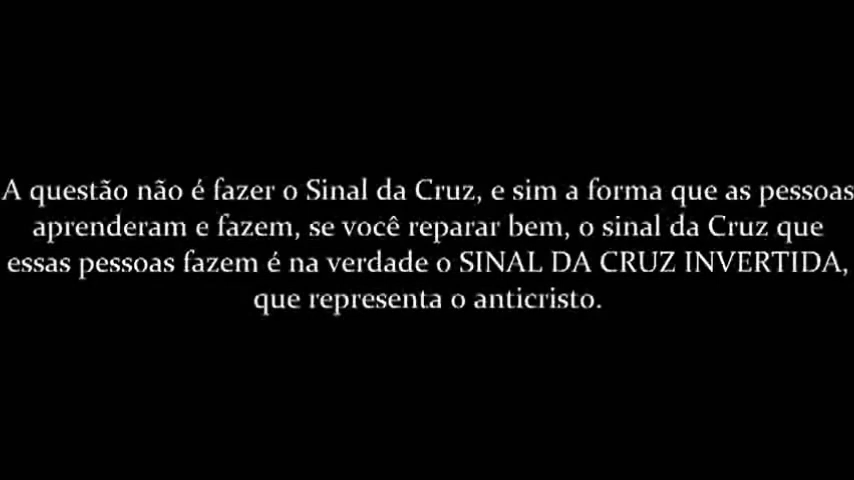 A questão não é fazer o Sinal da Cruz, e sim a forma que as pessoas
aprenderam e fazem, se você reparar bem, o sinal da Cruz que
essas pessoas fazem é na verdade o SINAL DA CRUZ INVERTIDA,
que representa o anticristo.